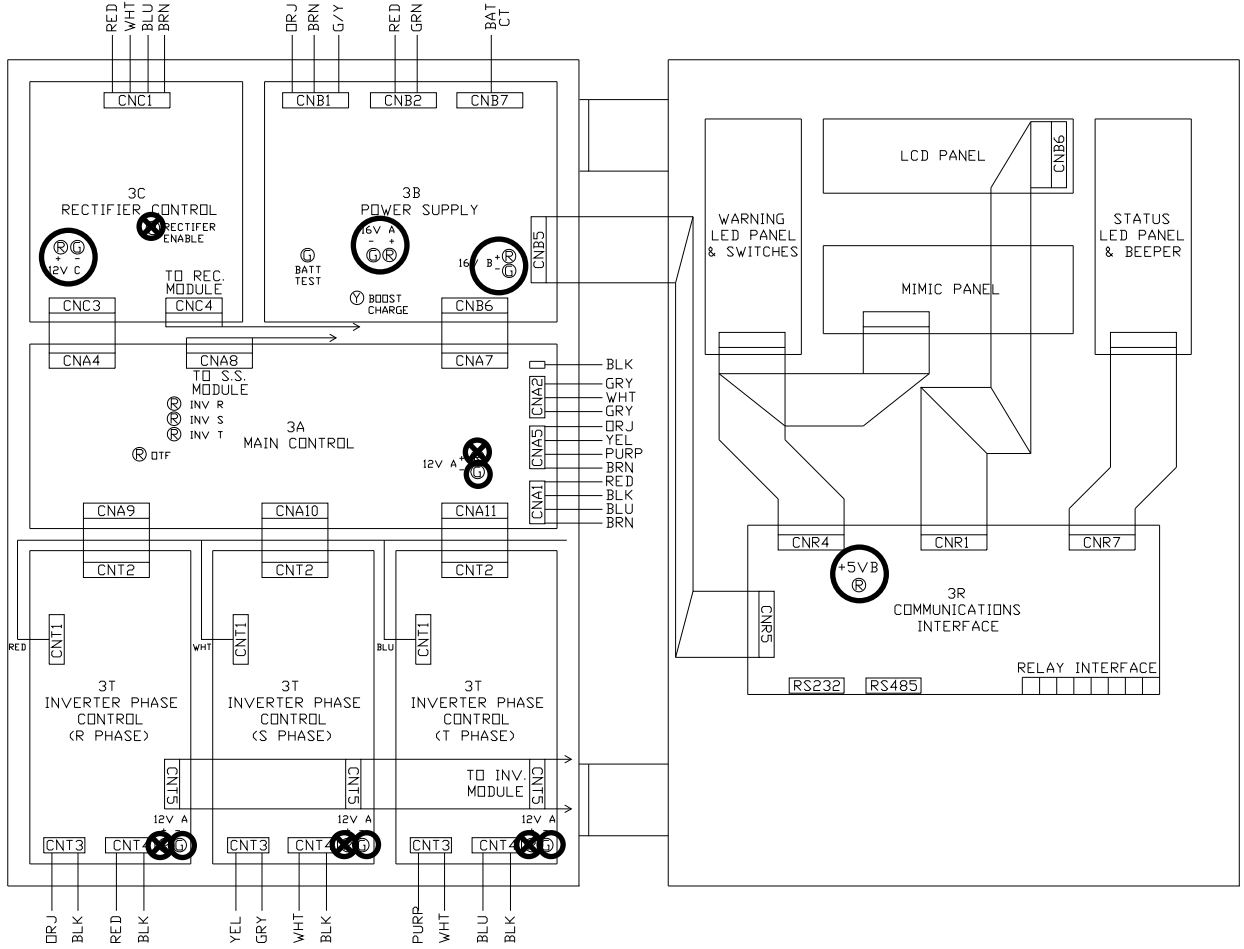 RED
WHT
BLU
BRN
ORJ
BRN
G/Y
RED
GRN
BAT
CT
CNC1
CNB1
CNB2
CNB7
3C
RECTIFIER CONTROL
RECTIFER
ENABLE
R G
+ -
12V C
TO REC.
MODULE
CNC3
CNC4
3B
POWER SUPPLY
16V A
- +
G R
G
BATT
TEST
16V B
+ R
- G
Y BOOST
CHARGE
CNB5
CNB6
CNA4
CNA8
CNA7
TO S.S.
MODULE
R INV R
R INV S
R INV T
R OTF
3A
MAIN CONTROL
12V A
+
-
G
CNA2
CNA5
CNA1
BLK
GRY
WHT
GRY
ORJ
YEL
PURP
BRN
RED
BLK
BLU
BRN
CNA9
CNA10
CNA11
CNT2
CNT2
CNT2
CNT1
CNT1
CNT1
RED
WHT
BLU
3T
INVERTER PHASE
CONTROL
(R PHASE)
3T
INVERTER PHASE
CONTROL
(S PHASE)
3T
INVERTER PHASE
CONTROL
(T PHASE)
CNT5
CNT5
CNT5
TO INV.
MODULE
12V A
+ -
G
12V A
+ -
G
12V A
+ -
G
CNT3
CNT4
CNT3
CNT4
CNT3
CNT4
ORJ
BLK
RED
BLK
YEL
GRY
WHT
BLK
PURP
WHT
BLU
BLK
WARNING
LED PANEL
& SWITCHES
LCD PANEL
CNB6
MIMIC PANEL
STATUS
LED PANEL
& BEEPER
CNR4
CNR1
CNR7
+5VB
R
3R
COMMUNICATIONS
INTERFACE
CNR5
RELAY INTERFACE
RS232
RS485